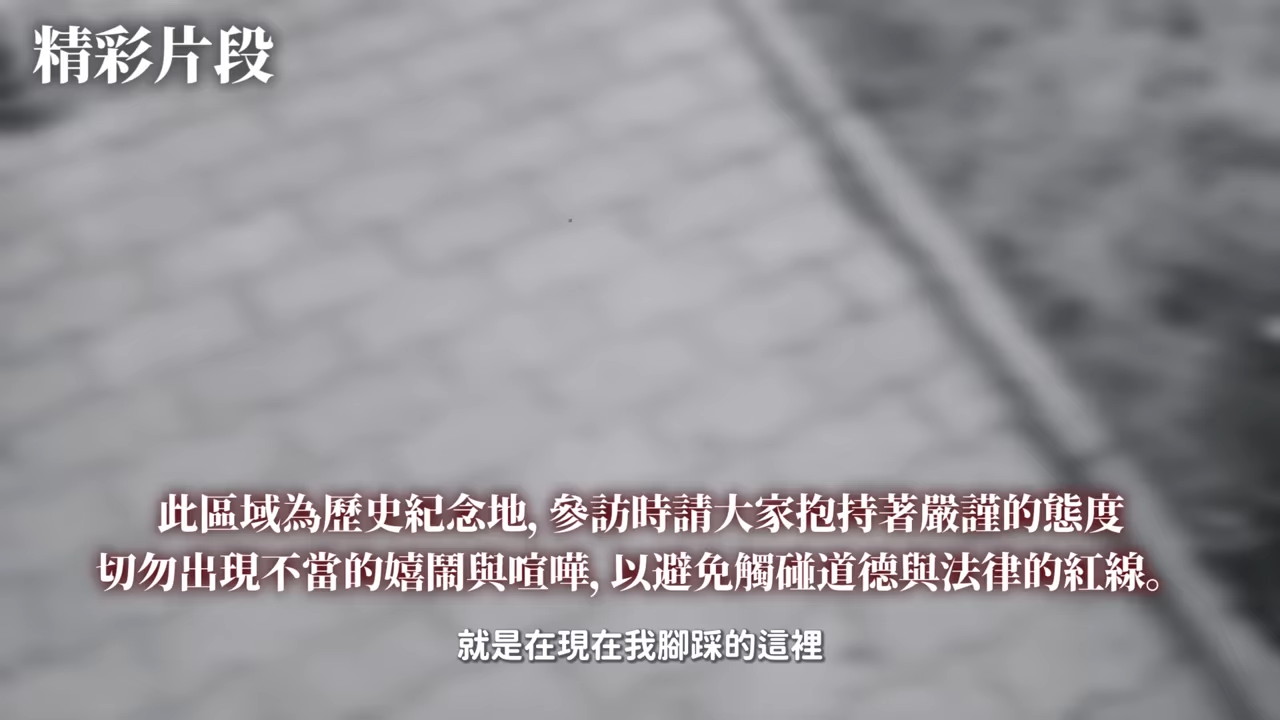 精彩片段
此區域為歷史紀念地, 參訪時請大家抱持著嚴謹的態度
切勿出現不當的嬉鬧與喧嘩, 以避免觸碰道德與法律的紅線。
就是在現在我腳踩的這裡